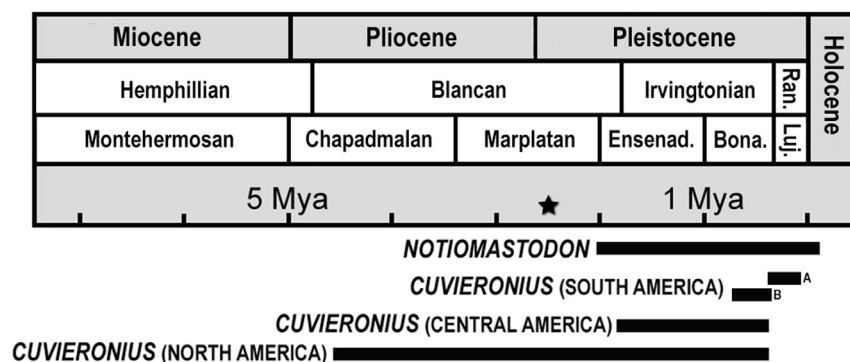 Miocene Pliocene Pleistocene Holocene
Hemphillian Blancan Irvingtonian Ran.
Montehermosan Chapadmalan Marplatan Ensenad. Bona. Luj.
5 Mya 1 Mya
NOTIOMASTODON
CUVIERONIUS (SOUTH AMERICA) A
B
CUVIERONIUS (CENTRAL AMERICA)
CUVIERONIUS (NORTH AMERICA)